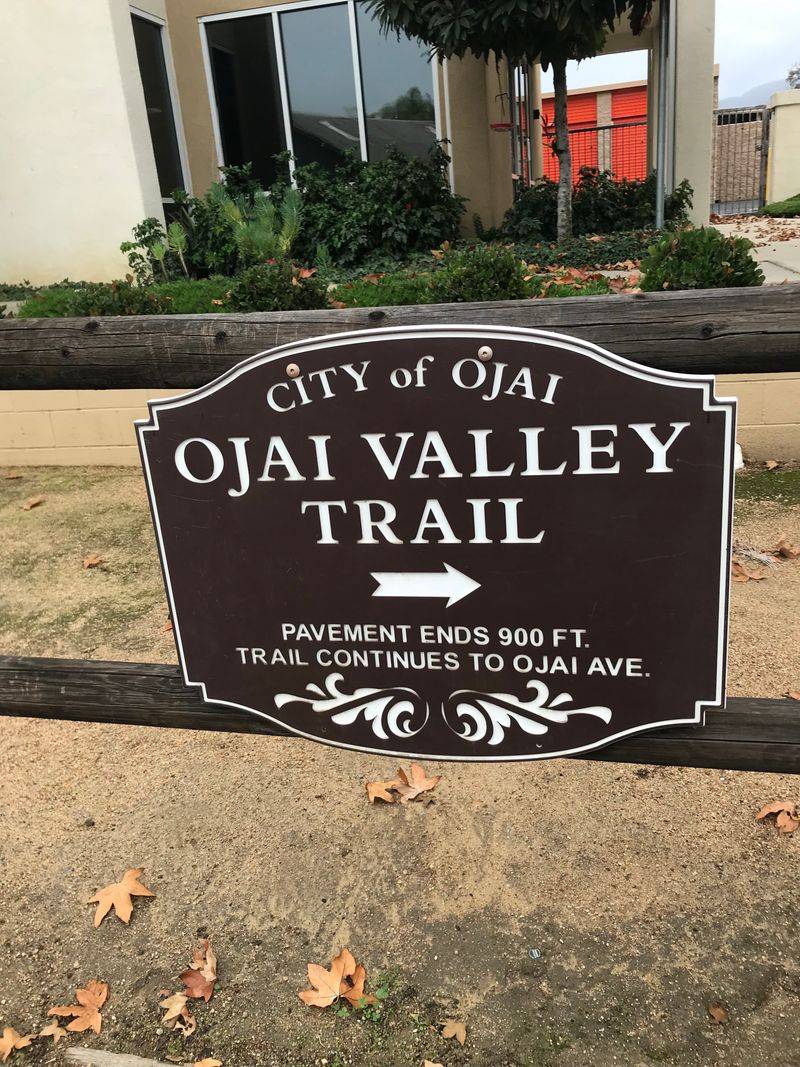 CITY of OJAI
OJAI VALLEY
TRAIL
PAVEMENT ENDS 900 FT.
TRAIL CONTINUES TO OJAI AVE.